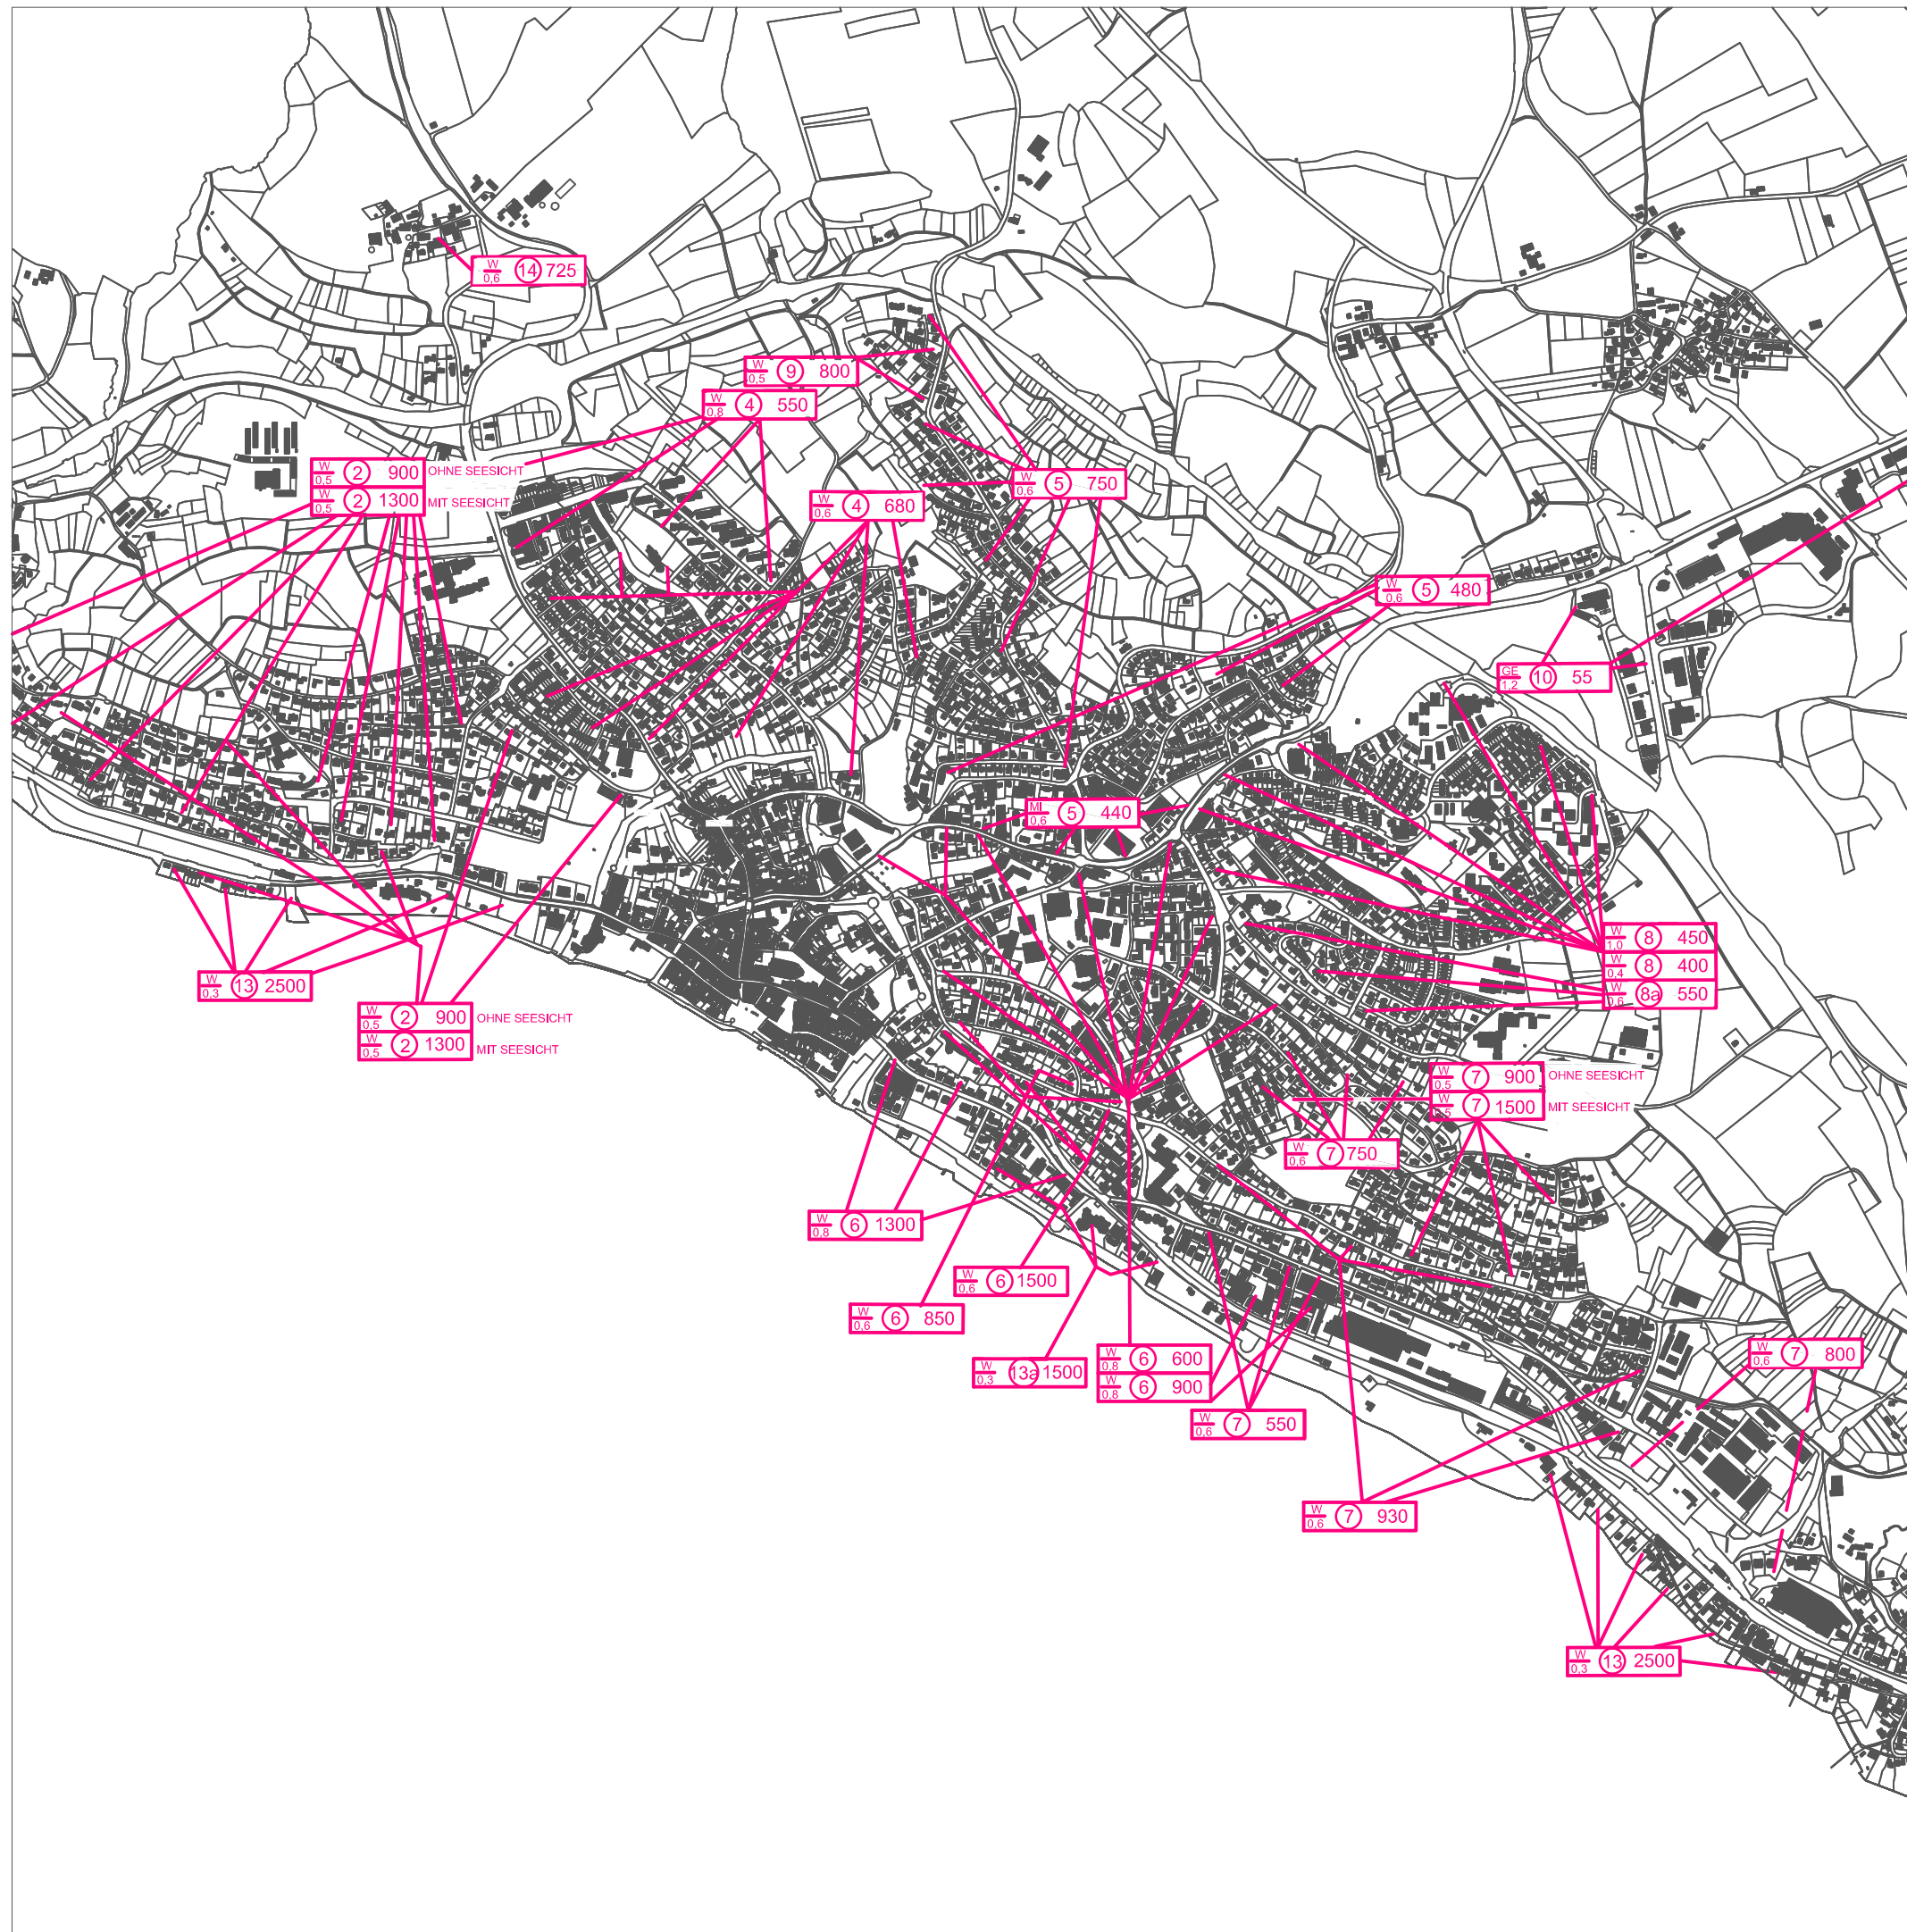 W 0,6 14 725
W 0,5 9 800
W 0,8 4 550
W 0,5 2 900 OHNE SEESICHT
W 0,5 2 1300 MIT SEESICHT
W 0,6 5 750
W 0,6 4 680
W 0,6 5 480
GE 1,2 10 55
MI 0,6 5 440
W 1,0 8 450
W 0,4 8 400
W 0,6 8a 550
W 0,3 13 2500
W 0,5 2 900 OHNE SEESICHT
W 0,5 2 1300 MIT SEESICHT
W 0,5 7 900 OHNE SEESICHT
W 0,5 7 1500 MIT SEESICHT
W 0,6 7 750
W 0,8 6 1300
W 0,6 6 1500
W 0,6 6 850
W 0,8 6 600
W 0,3 13a 1500
W 0,8 6 900
W 0,6 7 800
W 0,6 7 550
W 0,6 7 930
W 0,3 13 2500